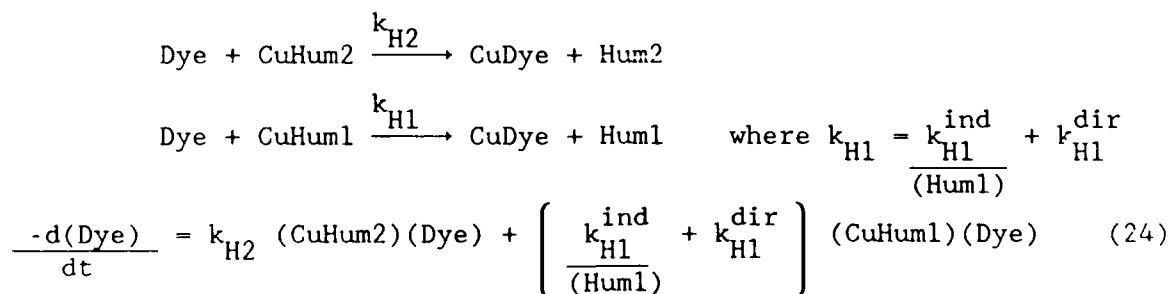 Dye + CuHum2 —k_H2→ CuDye + Hum2
Dye + CuHum1 —k_H1→ CuDye + Hum1 where k_H1 = k_H1^ind/(Hum1) + k_H1^dir
-d(Dye)/dt = k_H2 (CuHum2)(Dye) + ( k_H1^ind/(Hum1) + k_H1^dir ) (CuHum1)(Dye) (24)